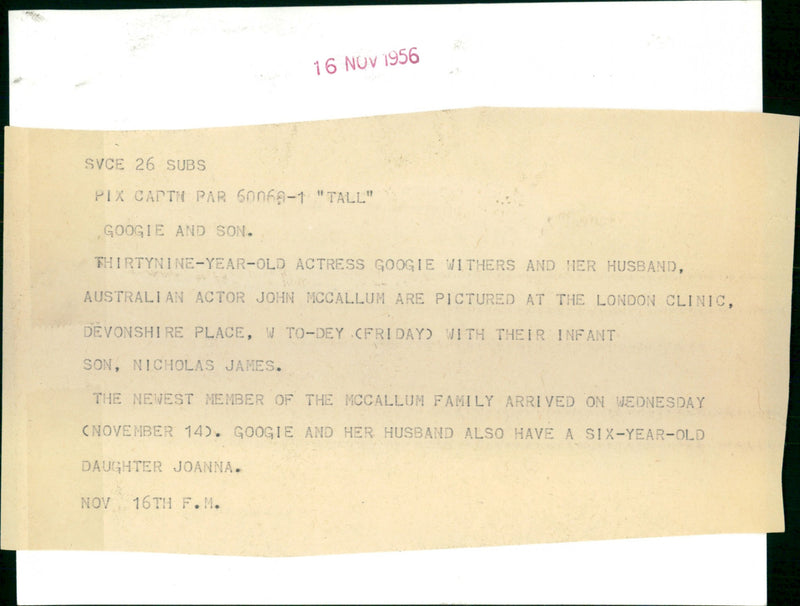 16 NOV 1956
SVCE 26 SUBS
PIX CAPTN PAR 60068-1 "TALL"
GOOGIE AND SON.
THIRTYNINE-YEAR-OLD ACTRESS GOOGIE WITHERS AND HER HUSBAND,
AUSTRALIAN ACTOR JOHN MCCALLUM ARE PICTURED AT THE LONDON CLINIC,
DEVONSHIRE PLACE, W TO-DEY (FRIDAY) WITH THEIR INFANT
SON, NICHOLAS JAMES.
THE NEWEST MEMBER OF THE MCCALLUM FAMILY ARRIVED ON WEDNESDAY
(NOVEMBER 14). GOOGIE AND HER HUSBAND ALSO HAVE A SIX-YEAR-OLD
DAUGHTER JOANNA.
NOV 16TH F.M.